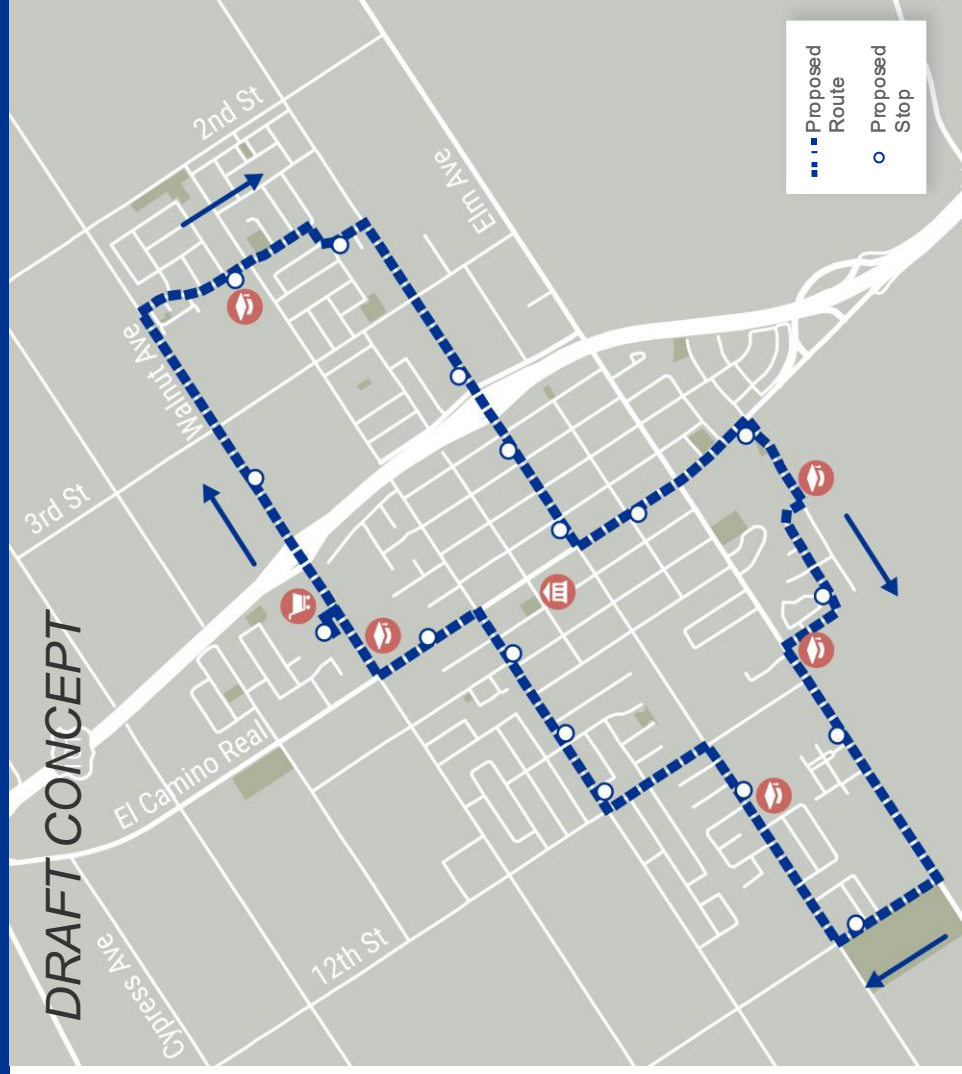 DRAFT CONCEPT
2nd St
Elm Ave
Walnut Ave
3rd St
El Camino Real
12th St
Cypress Ave
Proposed
Route
Proposed
Stop